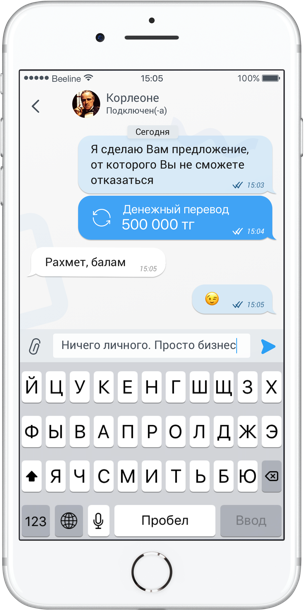 Beeline 15:05 100%
Корлеоне
Подключен(-а)
Сегодня
Я сделаю Вам предложение,
от которого Вы не сможете
отказаться
15:03
Денежный перевод
500 000 тг
15:04
Рахмет, балам
15:05
😉 15:05
Ничего личного. Просто бизнес
Й Ц У К Е Н Г Ш Щ З Х
Ф Ы В А П Р О Л Д Ж Э
Я Ч С М И Т Ь Б Ю
123 Пробел Ввод